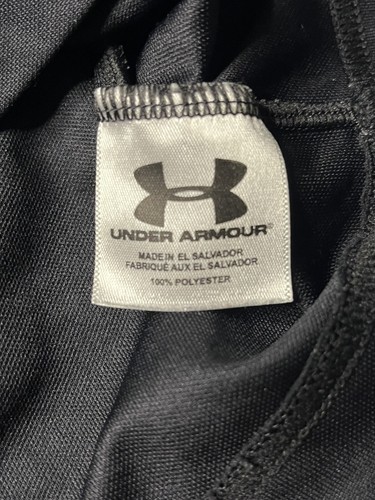 UNDER ARMOUR®
MADE IN EL SALVADOR
FABRIQUÉ AUX EL SALVADOR
100% POLYESTER